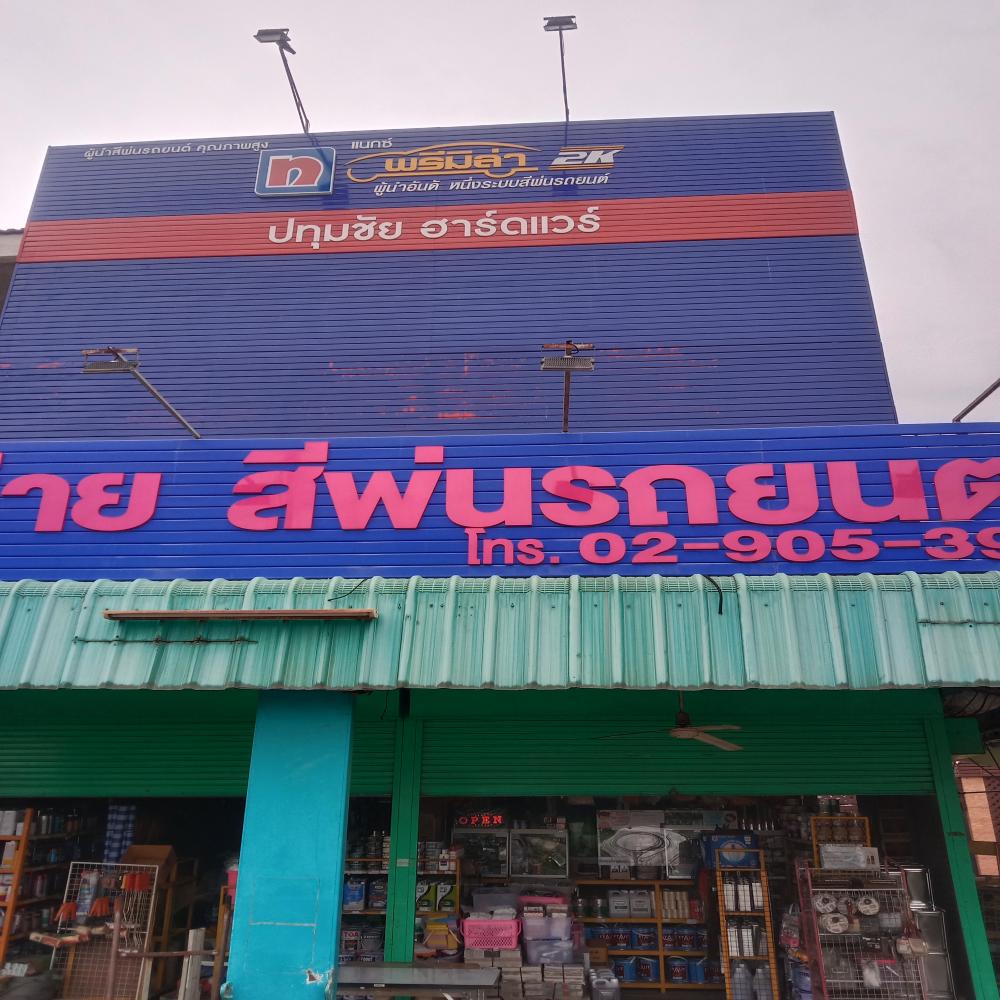 ผู้นำสีพ่นรถยนต์ คุณภาพสูง
n
แนกซ์
พรีมิล่า 2K
ผู้นำอันดับ หนึ่งระบบสีพ่นรถยนต์
ปทุมชัย ฮาร์ดแวร์
าย สีพ่นรถยนต
โทร. 02-905-39
OPEN